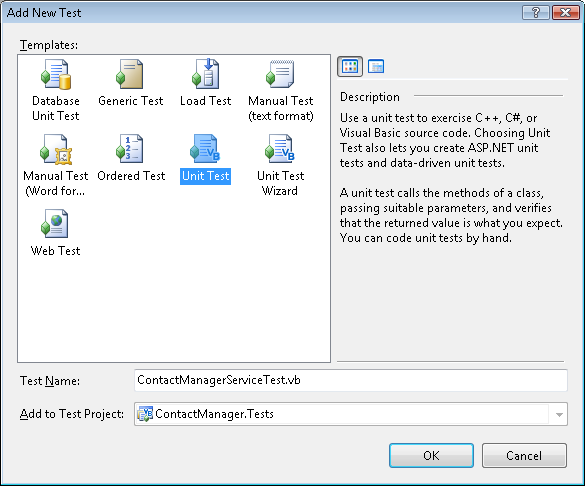 Add New Test
Templates:
Database Unit Test
Generic Test
Load Test
Manual Test (text format)
Manual Test (Word for...
Ordered Test
Unit Test
Unit Test Wizard
Web Test
Description
Use a unit test to exercise C++, C#, or
Visual Basic source code. Choosing Unit
Test also lets you create ASP.NET unit
tests and data-driven unit tests.
A unit test calls the methods of a class,
passing suitable parameters, and verifies
that the returned value is what you expect.
You can code unit tests by hand.
Test Name:
ContactManagerServiceTest.vb
Add to Test Project:
ContactManager.Tests
OK
Cancel